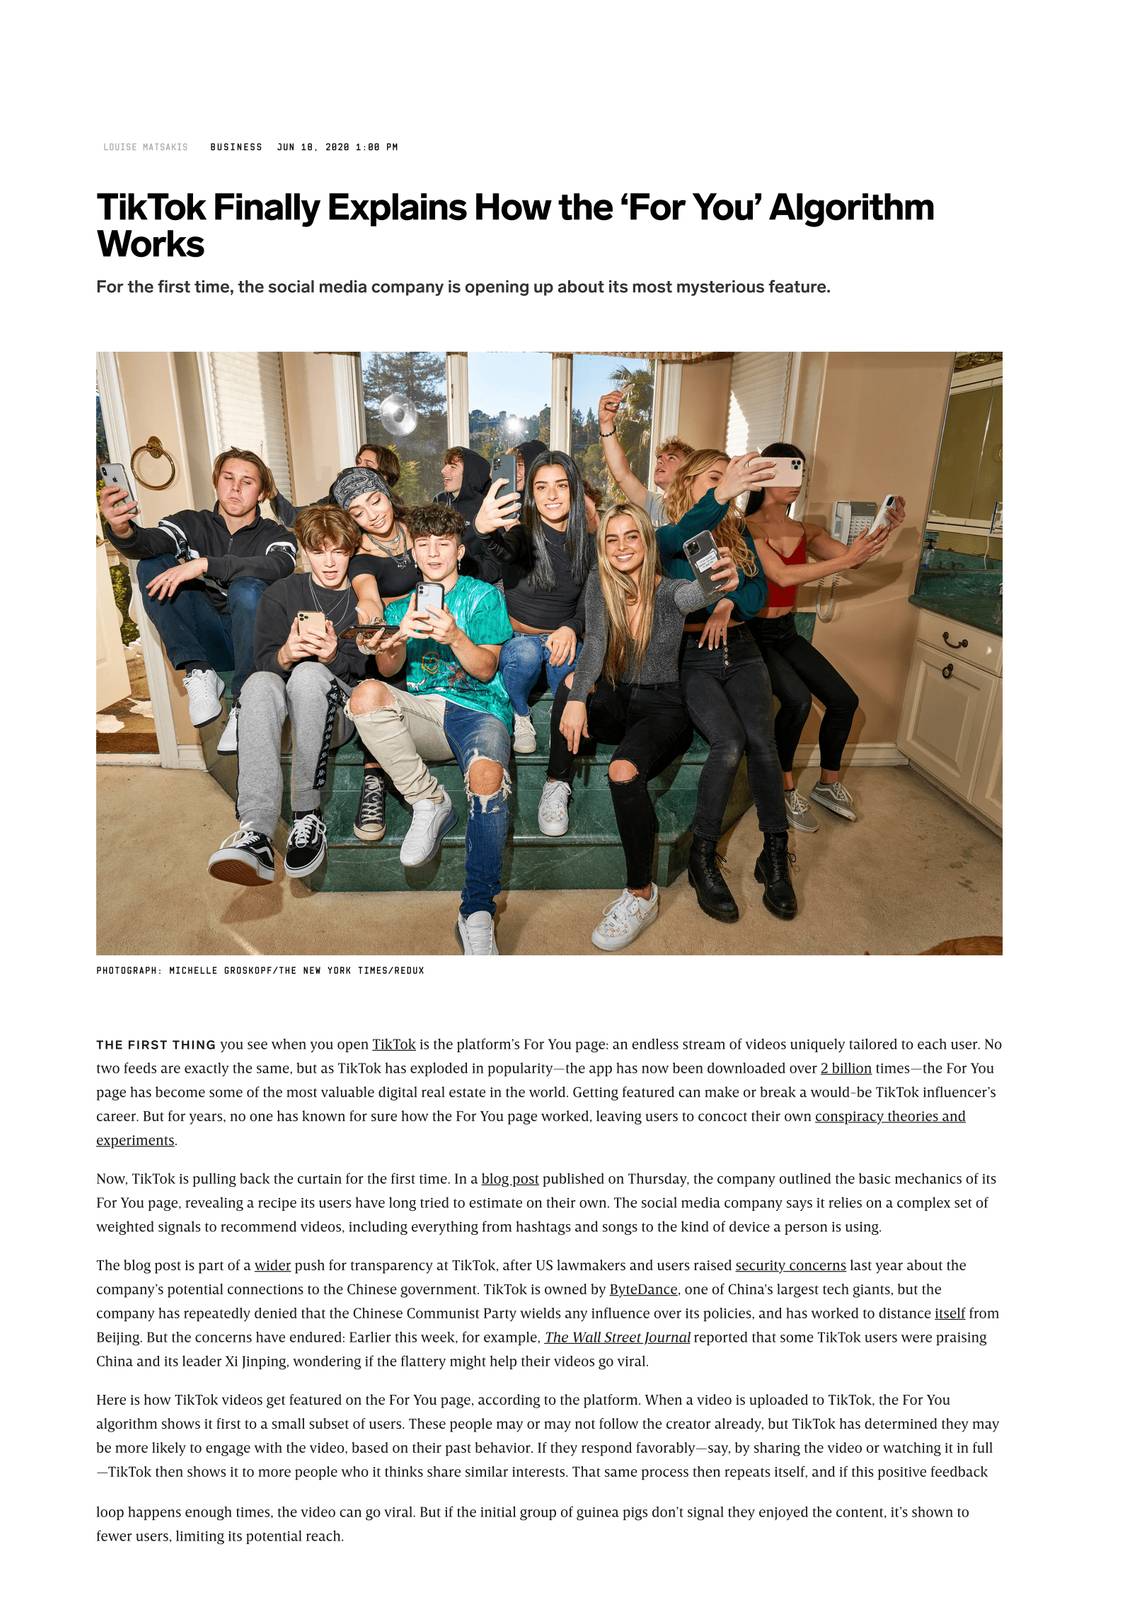 LOUISE MATSAKIS BUSINESS JUN 18, 2020 1:00 PM
TikTok Finally Explains How the ‘For You’ Algorithm
Works
For the first time, the social media company is opening up about its most mysterious feature.
PHOTOGRAPH: MICHELLE GROSKOPF/THE NEW YORK TIMES/REDUX
THE FIRST THING you see when you open TikTok is the platform’s For You page: an endless stream of videos uniquely tailored to each user. No
two feeds are exactly the same, but as TikTok has exploded in popularity—the app has now been downloaded over 2 billion times—the For You
page has become some of the most valuable digital real estate in the world. Getting featured can make or break a would-be TikTok influencer’s
career. But for years, no one has known for sure how the For You page worked, leaving users to concoct their own conspiracy theories and
experiments.
Now, TikTok is pulling back the curtain for the first time. In a blog post published on Thursday, the company outlined the basic mechanics of its
For You page, revealing a recipe its users have long tried to estimate on their own. The social media company says it relies on a complex set of
weighted signals to recommend videos, including everything from hashtags and songs to the kind of device a person is using.
The blog post is part of a wider push for transparency at TikTok, after US lawmakers and users raised security concerns last year about the
company’s potential connections to the Chinese government. TikTok is owned by ByteDance, one of China’s largest tech giants, but the
company has repeatedly denied that the Chinese Communist Party wields any influence over its policies, and has worked to distance itself from
Beijing. But the concerns have endured: Earlier this week, for example, The Wall Street Journal reported that some TikTok users were praising
China and its leader Xi Jinping, wondering if the flattery might help their videos go viral.
Here is how TikTok videos get featured on the For You page, according to the platform. When a video is uploaded to TikTok, the For You
algorithm shows it first to a small subset of users. These people may or may not follow the creator already, but TikTok has determined they may
be more likely to engage with the video, based on their past behavior. If they respond favorably—say, by sharing the video or watching it in full
—TikTok then shows it to more people who it thinks share similar interests. That same process then repeats itself, and if this positive feedback
loop happens enough times, the video can go viral. But if the initial group of guinea pigs don’t signal they enjoyed the content, it’s shown to
fewer users, limiting its potential reach.